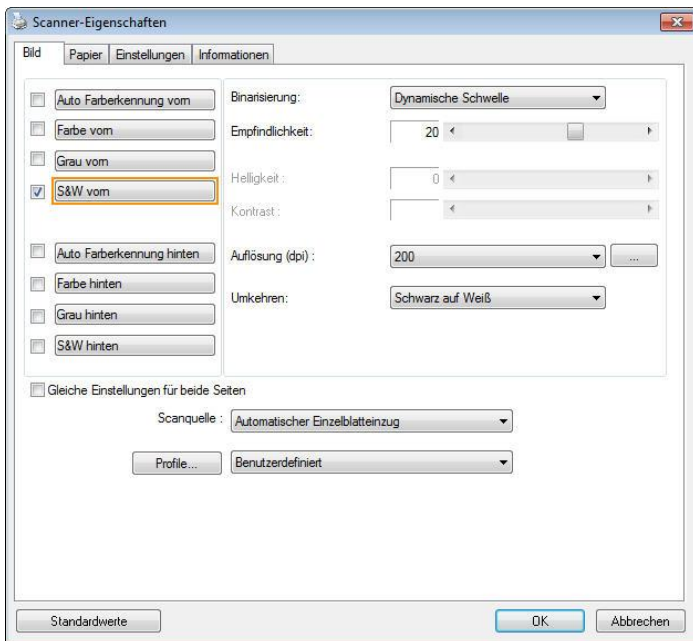 Scanner-Eigenschaften
Bild Papier Einstellungen Informationen
Auto Farberkennung vorn
Farbe vorn
Grau vorn
S&W vorn
Auto Farberkennung hinten
Farbe hinten
Grau hinten
S&W hinten
Binarisierung: Dynamische Schwelle
Empfindlichkeit: 20
Helligkeit : 0
Kontrast :
Auflösung (dpi) : 200 ...
Umkehren: Schwarz auf Weiß
Gleiche Einstellungen für beide Seiten
Scanquelle : Automatischer Einzelblatteinzug
Profile... Benutzerdefiniert
Standardwerte OK Abbrechen